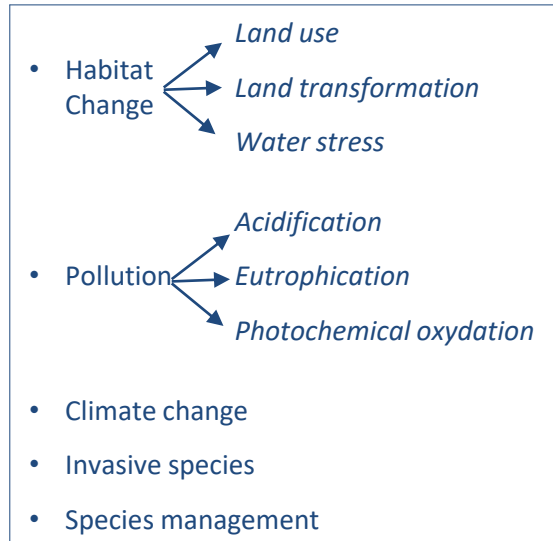 Land use
• Habitat
Change
Land transformation
Water stress
Acidification
• Pollution
Eutrophication
Photochemical oxydation
• Climate change
• Invasive species
• Species management